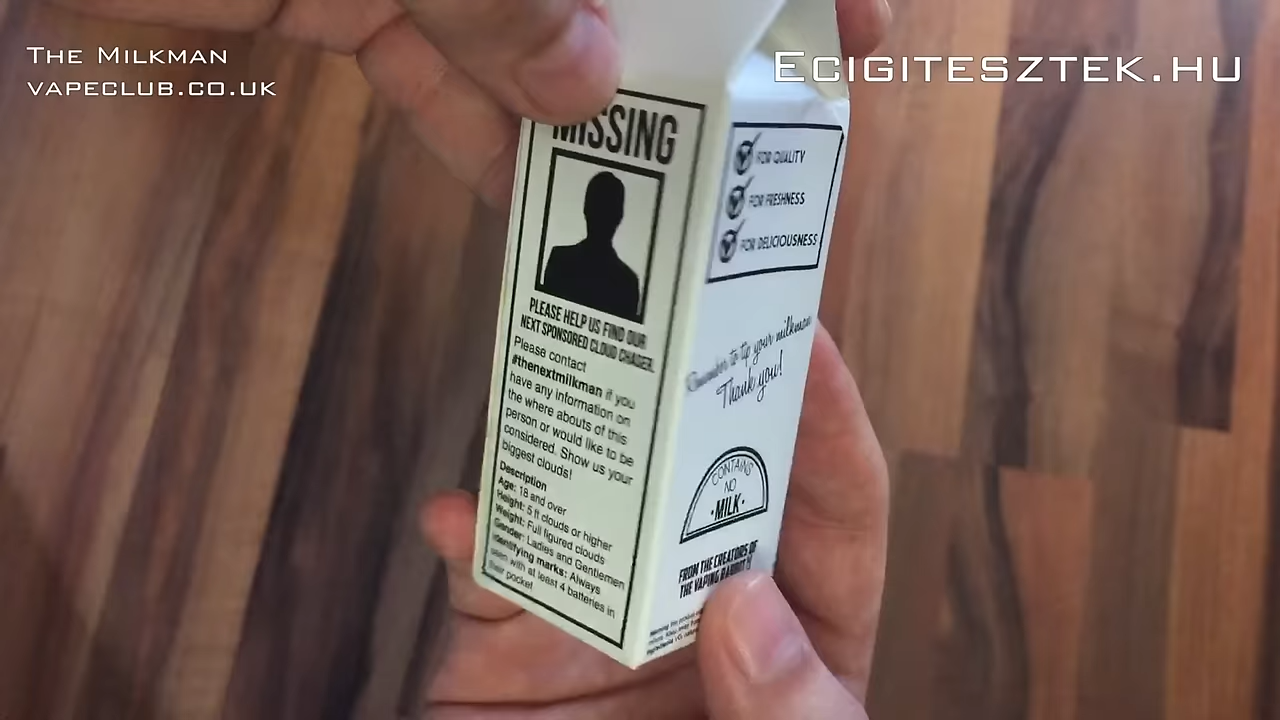 The Milkman
vapeclub.co.uk
Ecigitesztek.hu
MISSING
PLEASE HELP US FIND OUR
NEXT SPONSORED CLOUD CHASER.
Please contact
#thenextmilkman if you
have any information on
the where abouts of this
person or would like to be
considered. Show us your
biggest clouds!
Description
Age: 18 and over
Height: 5 ft clouds or higher
Weight: Full figured clouds
Gender: Ladies and Gentlemen
Identifying marks: Always
seen with at least 4 batteries in
their pocket
FOR QUALITY
FOR FRESHNESS
FOR DELICIOUSNESS
Remember to tip your milkman
Thank you!
CONTAINS
NO
·MILK·
FROM THE CREATORS OF
THE VAPING RABBIT